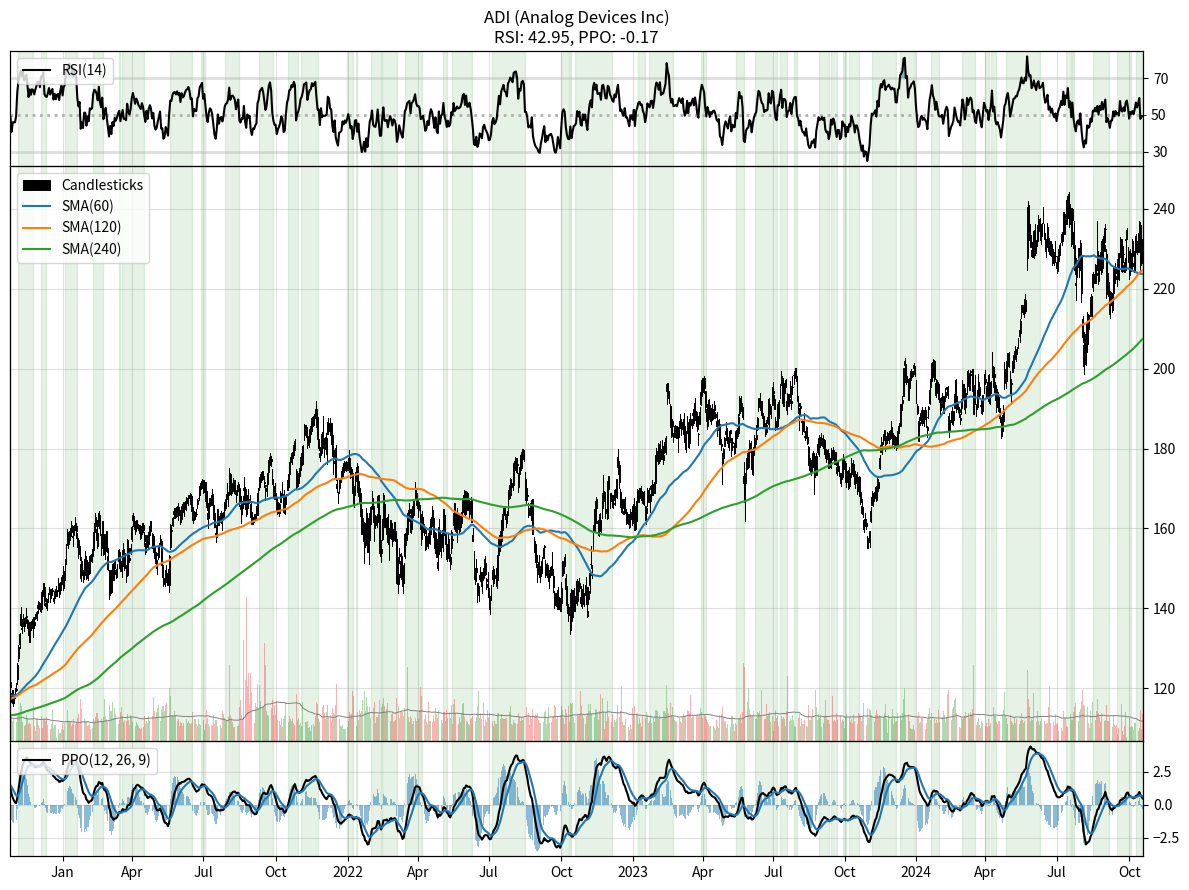 ADI (Analog Devices Inc)
RSI: 42.95, PPO: -0.17
RSI(14)
70
50
30
Candlesticks
SMA(60)
SMA(120)
SMA(240)
240
220
200
180
160
140
120
PPO(12, 26, 9)
2.5
0.0
−2.5
Jan Apr Jul Oct 2022 Apr Jul Oct 2023 Apr Jul Oct 2024 Apr Jul Oct